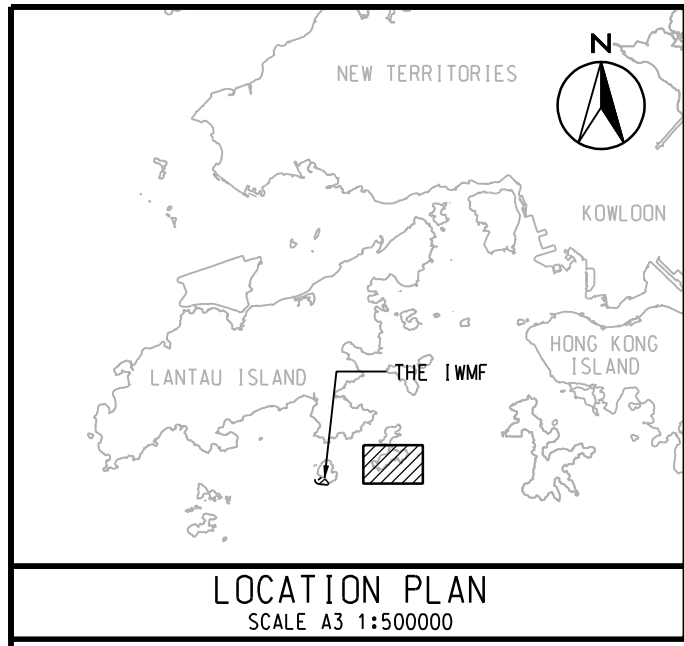 N
NEW TERRITORIES
KOWLOON
HONG KONG
ISLAND
LANTAU ISLAND
THE IWMF
LOCATION PLAN
SCALE A3 1:500000